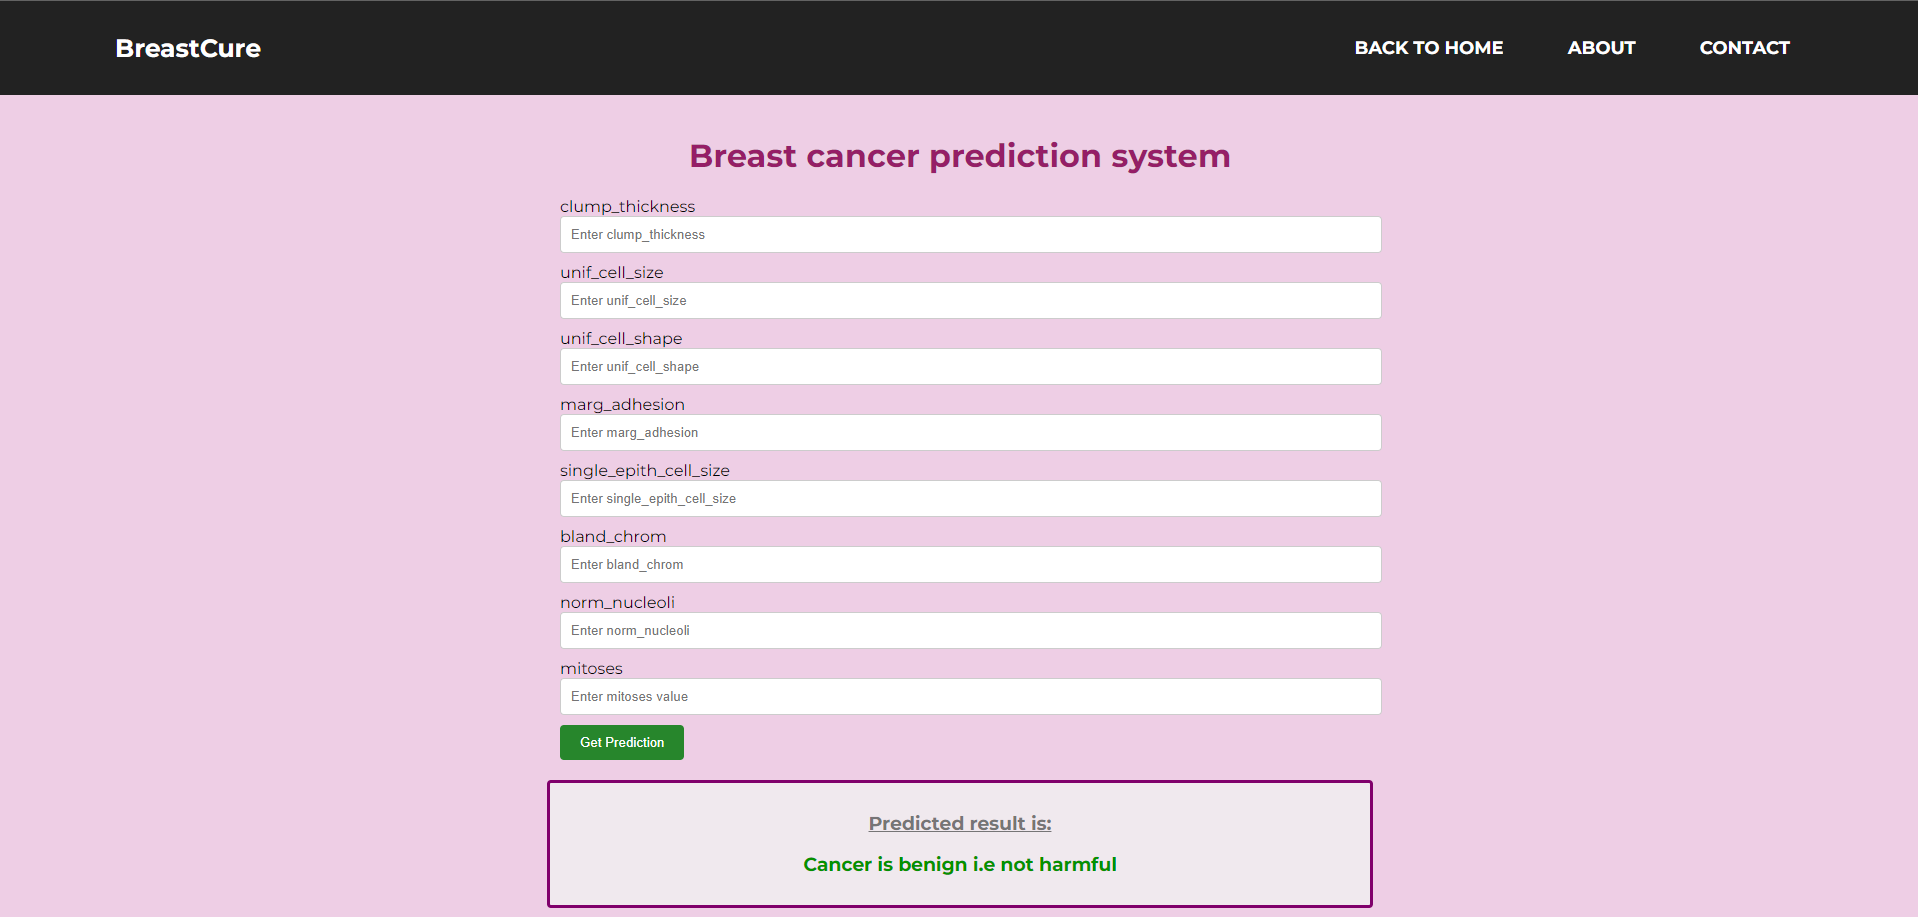 BreastCure BACK TO HOME ABOUT CONTACT
Breast cancer prediction system
clump_thickness
Enter clump_thickness
unif_cell_size
Enter unif_cell_size
unif_cell_shape
Enter unif_cell_shape
marg_adhesion
Enter marg_adhesion
single_epith_cell_size
Enter single_epith_cell_size
bland_chrom
Enter bland_chrom
norm_nucleoli
Enter norm_nucleoli
mitoses
Enter mitoses value
Get Prediction
Predicted result is:
Cancer is benign i.e not harmful